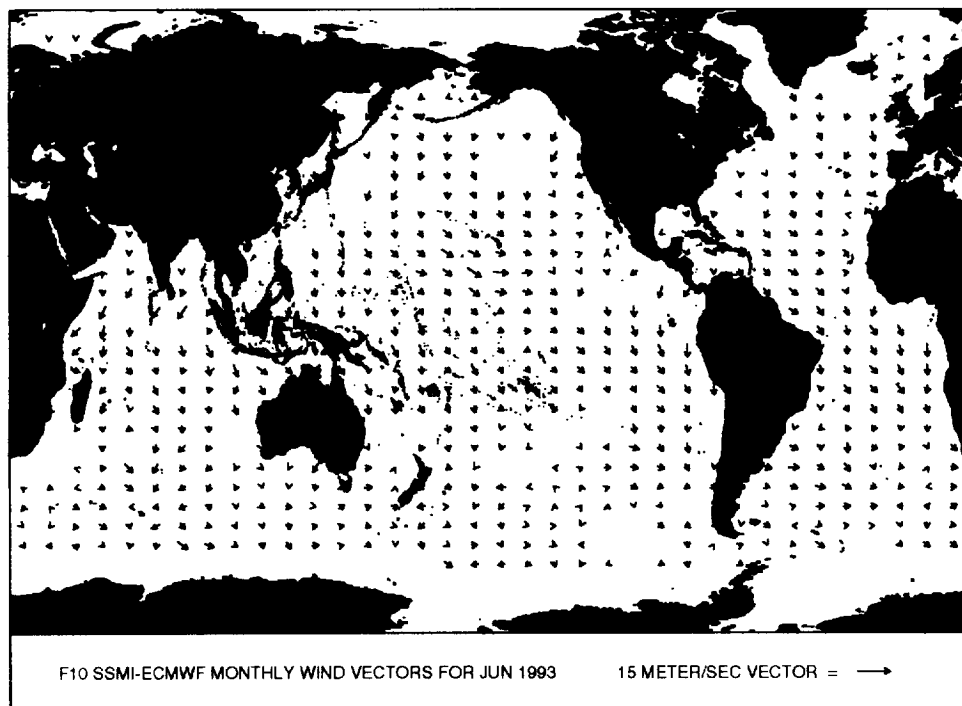 F10 SSMI-ECMWF MONTHLY WIND VECTORS FOR JUN 1993 15 METER/SEC VECTOR =